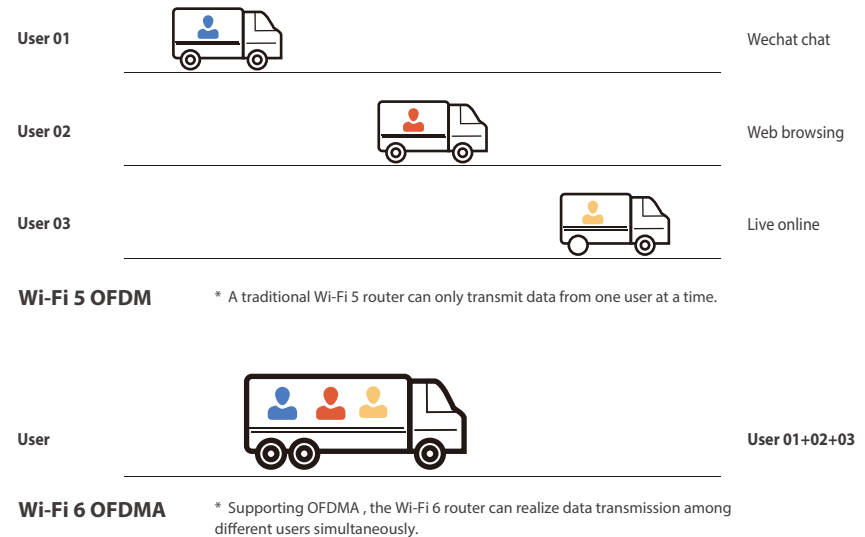 User 01
Wechat chat
User 02
Web browsing
User 03
Live online
Wi-Fi 5 OFDM
* A traditional Wi-Fi 5 router can only transmit data from one user at a time.
User
User 01+02+03
Wi-Fi 6 OFDMA
* Supporting OFDMA , the Wi-Fi 6 router can realize data transmission among
different users simultaneously.